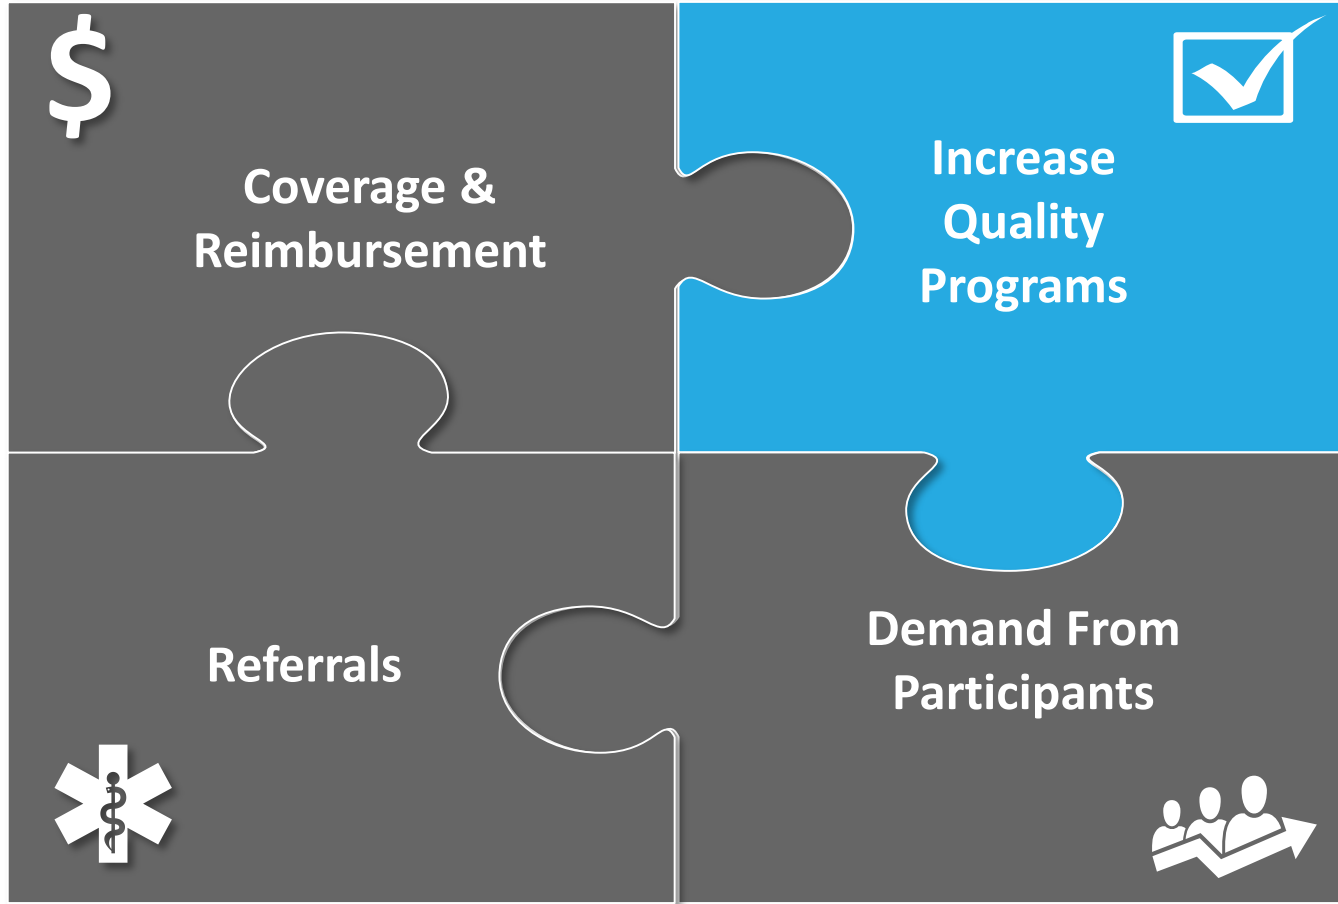 $
Coverage &
Reimbursement
Increase
Quality
Programs
Referrals
Demand From
Participants